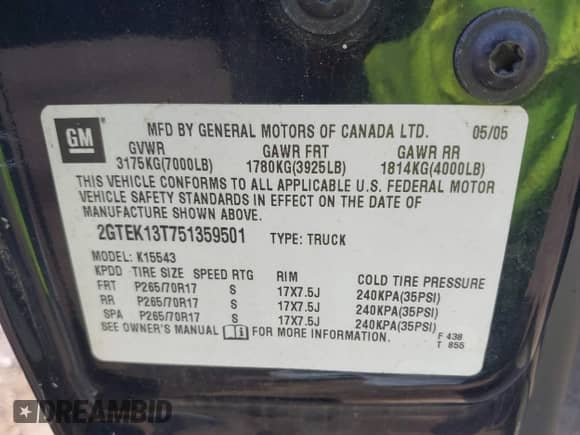 GM
MFD BY GENERAL MOTORS OF CANADA LTD. 05/05
GVWR GAWR FRT GAWR RR
3175KG(7000LB) 1780KG(3925LB) 1814KG(4000LB)
THIS VEHICLE CONFORMS TO ALL APPLICABLE U.S. FEDERAL MOTOR
VEHICLE SAFETY STANDARDS IN EFFECT ON THE DATE OF
MANUFACTURE SHOWN ABOVE.
2GTEK13T751359501 TYPE: TRUCK
MODEL: K15543
KPDD TIRE SIZE SPEED RTG RIM COLD TIRE PRESSURE
FRT P265/70R17 S 17X7.5J 240KPA(35PSI)
RR P265/70R17 S 17X7.5J 240KPA(35PSI)
SPA P265/70R17 S 17X7.5J 240KPA(35PSI)
SEE OWNER'S MANUAL FOR MORE INFORMATION.
F 438
T 855
DREAMBID